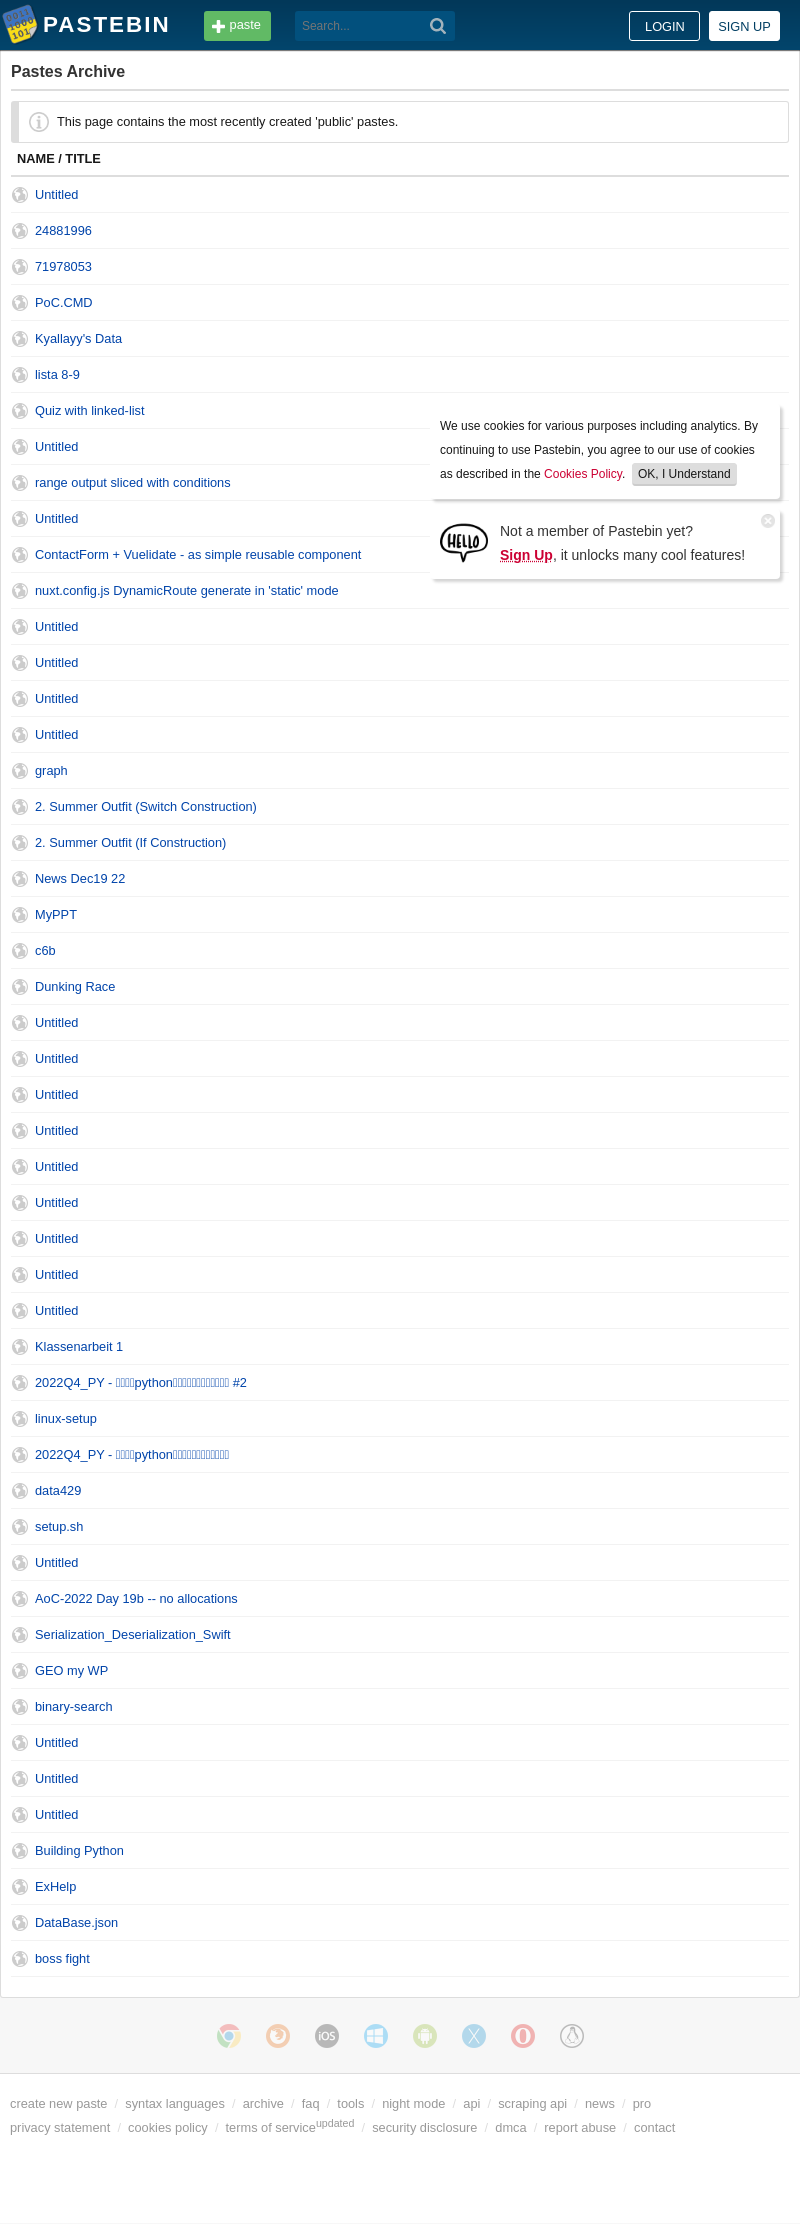 PASTEBIN
paste
Search...
LOGIN
SIGN UP
Pastes Archive
This page contains the most recently created 'public' pastes.
NAME / TITLE
Untitled
24881996
71978053
PoC.CMD
Kyallayy's Data
lista 8-9
Quiz with linked-list
Untitled
range output sliced with conditions
Untitled
ContactForm + Vuelidate - as simple reusable component
nuxt.config.js DynamicRoute generate in 'static' mode
We use cookies for various purposes including analytics. By
continuing to use Pastebin, you agree to our use of cookies
as described in the Cookies Policy. OK, I Understand
HELLO
Not a member of Pastebin yet?
Sign Up, it unlocks many cool features!
Untitled
Untitled
Untitled
Untitled
graph
2. Summer Outfit (Switch Construction)
2. Summer Outfit (If Construction)
News Dec19 22
MyPPT
c6b
Dunking Race
Untitled
Untitled
Untitled
Untitled
Untitled
Untitled
Untitled
Untitled
Untitled
Klassenarbeit 1
2022Q4_PY - python #2
linux-setup
2022Q4_PY - python
data429
setup.sh
Untitled
AoC-2022 Day 19b -- no allocations
Serialization_Deserialization_Swift
GEO my WP
binary-search
Untitled
Untitled
Untitled
Building Python
ExHelp
DataBase.json
boss fight
iOS
create new paste / syntax languages / archive / faq / tools / night mode / api / scraping api / news / pro
privacy statement / cookies policy / terms of serviceupdated / security disclosure / dmca / report abuse / contact